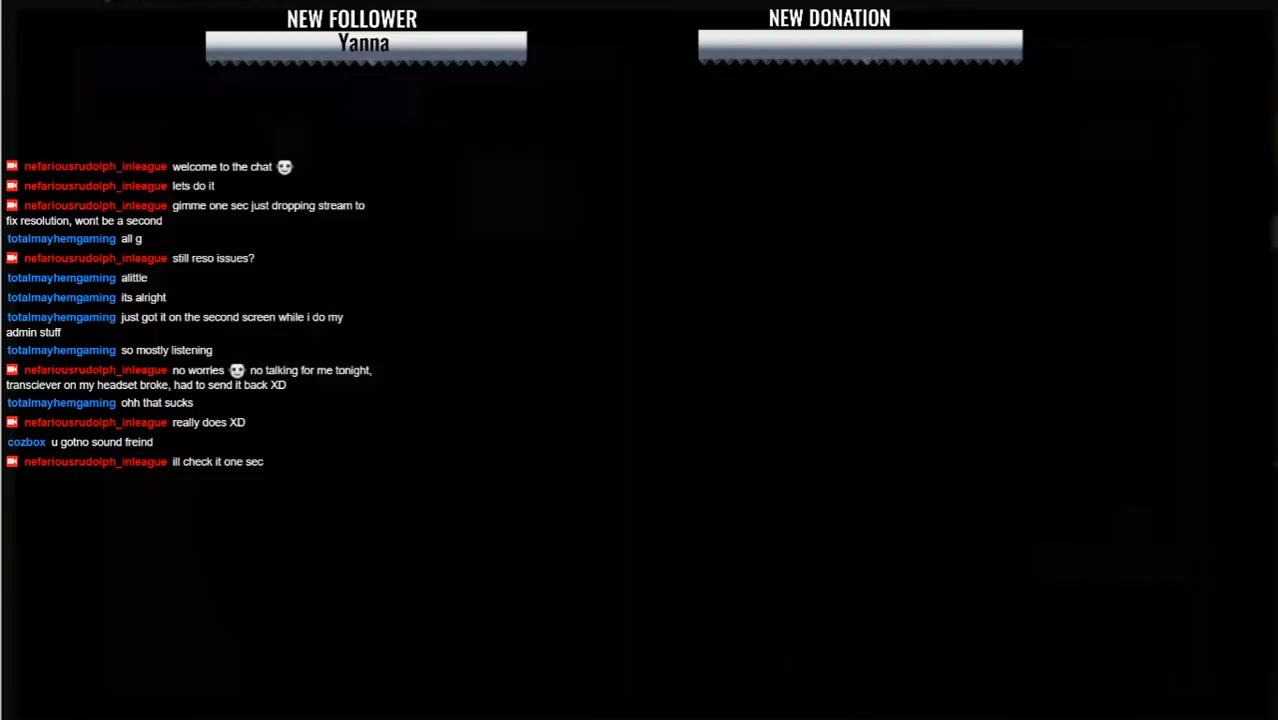 NEW FOLLOWER
Yanna
NEW DONATION
nefariousrudolph_inleague welcome to the chat
nefariousrudolph_inleague lets do it
nefariousrudolph_inleague gimme one sec just dropping stream to
fix resolution, wont be a second
totalmayhemgaming all g
nefariousrudolph_inleague still reso issues?
totalmayhemgaming alittle
totalmayhemgaming its alright
totalmayhemgaming just got it on the second screen while i do my
admin stuff
totalmayhemgaming so mostly listening
nefariousrudolph_inleague no worries no talking for me tonight,
transciever on my headset broke, had to send it back XD
totalmayhemgaming ohh that sucks
nefariousrudolph_inleague really does XD
cozbox u gotno sound freind
nefariousrudolph_inleague ill check it one sec